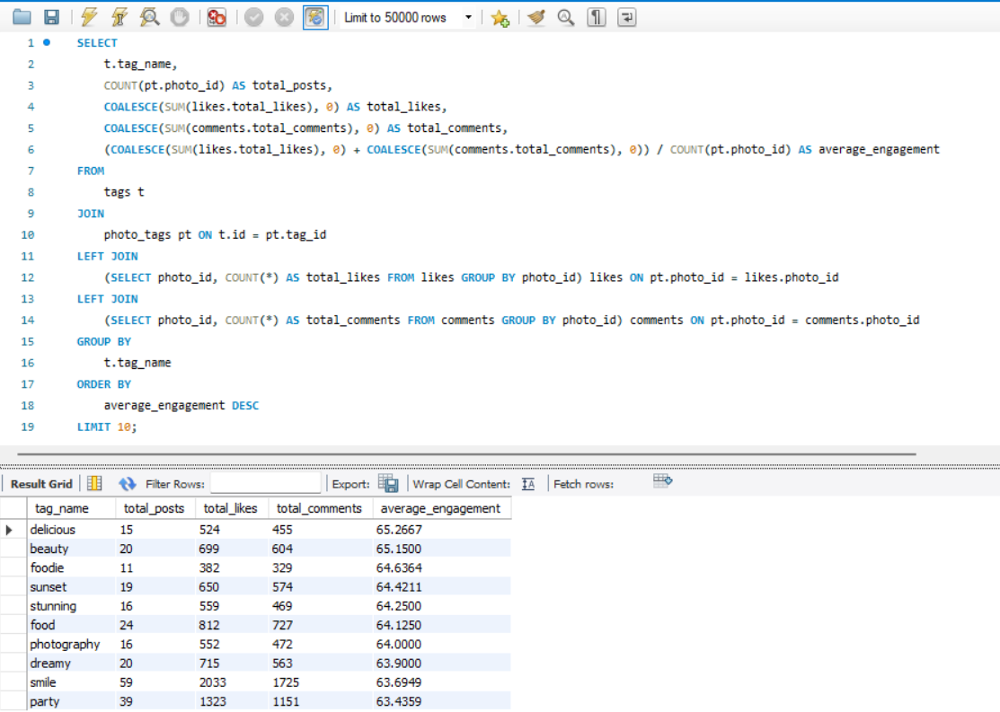 Limit to 50000 rows
1 SELECT
2 t.tag_name,
3 COUNT(pt.photo_id) AS total_posts,
4 COALESCE(SUM(likes.total_likes), 0) AS total_likes,
5 COALESCE(SUM(comments.total_comments), 0) AS total_comments,
6 (COALESCE(SUM(likes.total_likes), 0) + COALESCE(SUM(comments.total_comments), 0)) / COUNT(pt.photo_id) AS average_engagement
7 FROM
8 tags t
9 JOIN
10 photo_tags pt ON t.id = pt.tag_id
11 LEFT JOIN
12 (SELECT photo_id, COUNT(*) AS total_likes FROM likes GROUP BY photo_id) likes ON pt.photo_id = likes.photo_id
13 LEFT JOIN
14 (SELECT photo_id, COUNT(*) AS total_comments FROM comments GROUP BY photo_id) comments ON pt.photo_id = comments.photo_id
15 GROUP BY
16 t.tag_name
17 ORDER BY
18 average_engagement DESC
19 LIMIT 10;
Result Grid Filter Rows: Export: Wrap Cell Content: Fetch rows:
tag_name total_posts total_likes total_comments average_engagement
delicious 15 524 455 65.2667
beauty 20 699 604 65.1500
foodie 11 382 329 64.6364
sunset 19 650 574 64.4211
stunning 16 559 469 64.2500
food 24 812 727 64.1250
photography 16 552 472 64.0000
dreamy 20 715 563 63.9000
smile 59 2033 1725 63.6949
party 39 1323 1151 63.4359